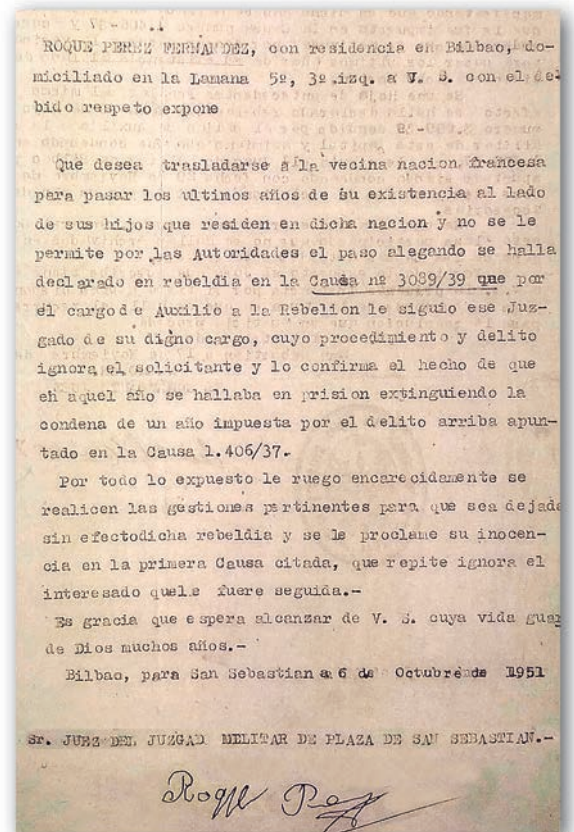 ROQUE PEREZ FERNANDEZ, con residencia en Bilbao, do-
miciliado en la Lamana 5º, 3º.izq. a V. S. con el de-
bido respeto expone
Que desea trasladarse a la vecina nacion francesa
para pasar los ultimos años de su existencia al lado
de sus hijos que residen en dicha nacion y no se le
permite por las Autoridades el paso alegando se halla
declarado en rebeldia en la Causa nº 3089/39 que por
el cargode Auxilio a la Rebelion le siguio ese Juz-
gado de su digno cargo, cuyo procedimiento y delito
ignora el solicitante y lo confirma el hecho de que
en aquel año se hallaba en prision extinguiendo la
condena de un año impuesta por el delito arriba apun-
tado en la Causa 1.406/37.-
Por todo lo expuesto le ruego encarecidamente se
realicen las gestiones pertinentes para que sea dejada
sin efectodicha rebeldia y se le proclame su inocen-
cia en la primera Causa citada, que repite ignora el
interesado quele fuere seguida.-
Es gracia que espera alcanzar de V. S. cuya vida guar
de Dios muchos años.-
Bilbao, para San Sebastian a 6 de Octubre de 1951
Sr. JUEZ DEL JUZGAD MILITAR DE PLAZA DE SAN SEBASTIAN.-